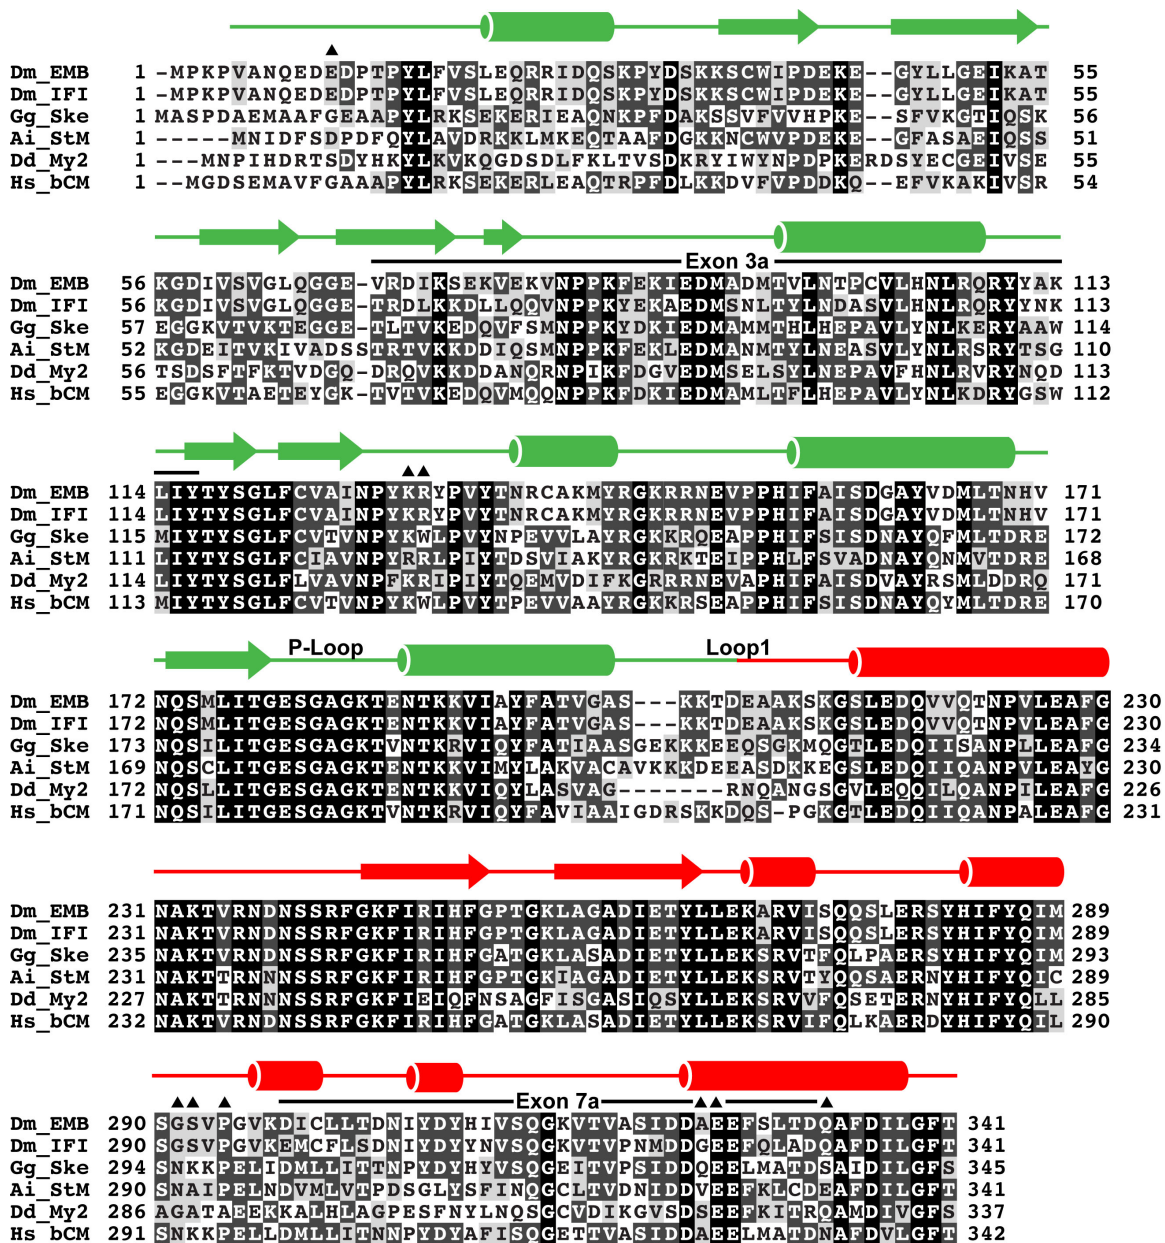 Dm_EMB 1 -MPKPVANQEDEDPTPYLFVSLEQRRIDQSKPYDSKKSCWIPDEKE--GYLLGEIKAT 55
Dm_IFI 1 -MPKPVANQEDEDPTPYLFVSLEQRRIDQSKPYDSKKSCWIPDEKE--GYLLGEIKAT 55
Gg_Ske 1 MASPDAEMAAFGEAAPYLRKSEKERIEAQNKPFDAKSSVFVVHPKE--SFVKGTIQSK 56
Ai_StM 1 ----NNIDFSDPDFQYLAVDRKKLMKEQTAAFDGKKNCWVPDEKE--GFASAEIQSS 51
Dd_My2 1 ---MNPIHDRTSDYHKYLKVKQGDSDLFKLTVSDKRYIWYNPDPKERDSYECGEIVSE 55
Hs_bCM 1 --MGDSEMAVFGAAAPYLRKSEKERLEAQTRPFDLKKDVFVPDDKQ--EFVKAKIVSR 54
Exon 3a
Dm_EMB 56 KGDIVSVGLQGGE-VRDIKSEKVEKVNPPKFEKIEDMADMTVLNTPCVLHNLRQRYYAK 113
Dm_IFI 56 KGDIVSVGLQGGE-TRDLKKDLLQQVNPPKYEKAEDMSNLTYLNDASVLHNLRQRYYNK 113
Gg_Ske 57 EGGKVTVKTEGGE-TLTVKEDQVFSMNPPKYDKIEDMAMMTHLHEPAVLYNLKERYAAW 114
Ai_StM 52 KGDEITVKIVADSSTRTVKKDDIQSMNPPKFEKLEDMANMTYLNEASVLYNLRSRYTSG 110
Dd_My2 56 TSDSFTFKTVDGQ-DRQVKKDDANQRNPIKFDGVEDMSELSYLNEPAVFHNLRVRYNQD 113
Hs_bCM 55 EGGKVTAETEYGK-TVTVKEDQVMQQNPPKFDKIEDMAMLTFLHEPAVLYNLKDRYGSW 112
Dm_EMB 114 LIYTYSGLFCVAINPYKRYPVYTNRCAKMYRGKRRNEVPPHIFAISDGAYVDMLTNHV 171
Dm_IFI 114 LIYTYSGLFCVAINPYKRYPVYTNRCAKMYRGKRRNEVPPHIFAISDGAYVDMLTNHV 171
Gg_Ske 115 MIYTYSGLFCVTVNPYKWLPVYNPEVVLAYRGKKRQEAPPHIFSISDNAYQFMLTDRE 172
Ai_StM 111 LIYTYSGLFCIAVNPYRRLPIYTDSVIAKYRGKRKTEIPPHLFSVADNAYQNMVTDRE 168
Dd_My2 114 LIYTYSGLFLVAVNPFKRIPIYTQEMVDIFKGRRRNEVAPHIFAISDVAYRSMLDDRQ 171
Hs_bCM 113 MIYTYSGLFCVTVNPYKWLPVYTPEVVAAYRGKKRSEAPPHIFSISDNAYQYMLTDRE 170
P-Loop Loop1
Dm_EMB 172 NQSMLITGESGAGKTENTKKVIAYFATVGAS---KKTDEAAKSKGSLEDQVVQTNPVLEAFG 230
Dm_IFI 172 NQSMLITGESGAGKTENTKKVIAYFATVGAS---KKTDEAAKSKGSLEDQVVQTNPVLEAFG 230
Gg_Ske 173 NQSILITGESGAGKTVNTKRVIQYFATIAASGEKKKEEQSGKMQGTLEDQIISANPLLEAFG 234
Ai_StM 169 NQSCLITGESGAGKTENTKKVIMYLAKVACAVKKKDEEASDKKEGSLEDQIIQANPVLEAYG 230
Dd_My2 172 NQSLLITGESGAGKTENTKKVIQYLASVAG-------RNQANGSGVLEQQILQANPILEAFG 226
Hs_bCM 171 NQSILITGESGAGKTVNTKRVIQYFAVIAAIGDRSKKDQS-PGKGTLEDQIIQANPALEAFG 231
Dm_EMB 231 NAKTVRNDNSSRFGKFIRIHFGPTGKLAGADIETYLLEKARVISQQSLERSYHIFYQIM 289
Dm_IFI 231 NAKTVRNDNSSRFGKFIRIHFGPTGKLAGADIETYLLEKARVISQQSLERSYHIFYQIM 289
Gg_Ske 235 NAKTVRNDNSSRFGKFIRIHFGATGKLASADIETYLLEKSRVTFQLPAERSYHIFYQIM 293
Ai_StM 231 NAKTTRNNNSSRFGKFIRIHFGPTGKIAGADIETYLLEKSRVTYQQSAERNYHIFYQIC 289
Dd_My2 227 NAKTTRNNNSSRFGKFIEIQFNSAGFISGASIQSYLLEKSRVVFQSETERNYHIFYQLL 285
Hs_bCM 232 NAKTVRNDNSSRFGKFIRIHFGATGKLASADIETYLLEKSRVIFQLKAERDYHIFYQIL 290
Exon 7a
Dm_EMB 290 SGSVPGVKDICLLTDNIYDYHIVSQGKVTVASIDDAEEFSLTDQAFDILGFT 341
Dm_IFI 290 SGSVPGVKEMCFLSDNIYDYYNVSQGKVTVPNMDDGEEFQLADQAFDILGFT 341
Gg_Ske 294 SNKKPELIDMLLITTNPYDYHYVSQGEITVPSIDDQEELMATDSAIDILGFS 345
Ai_StM 290 SNAIPELNDVMLVTPDSGLYSFINQGCLTVDNIDDVEEFKLCDEAFDILGFT 341
Dd_My2 286 AGATAEEKKALHLAGPESFNYLNQSGCVDIKGVSDSEEFKITRQAMDIVGFS 337
Hs_bCM 291 SNKKPELLDMLLITNNPYDYAFISQGETTVASIDDAEELMATDNAFDVLGFT 342